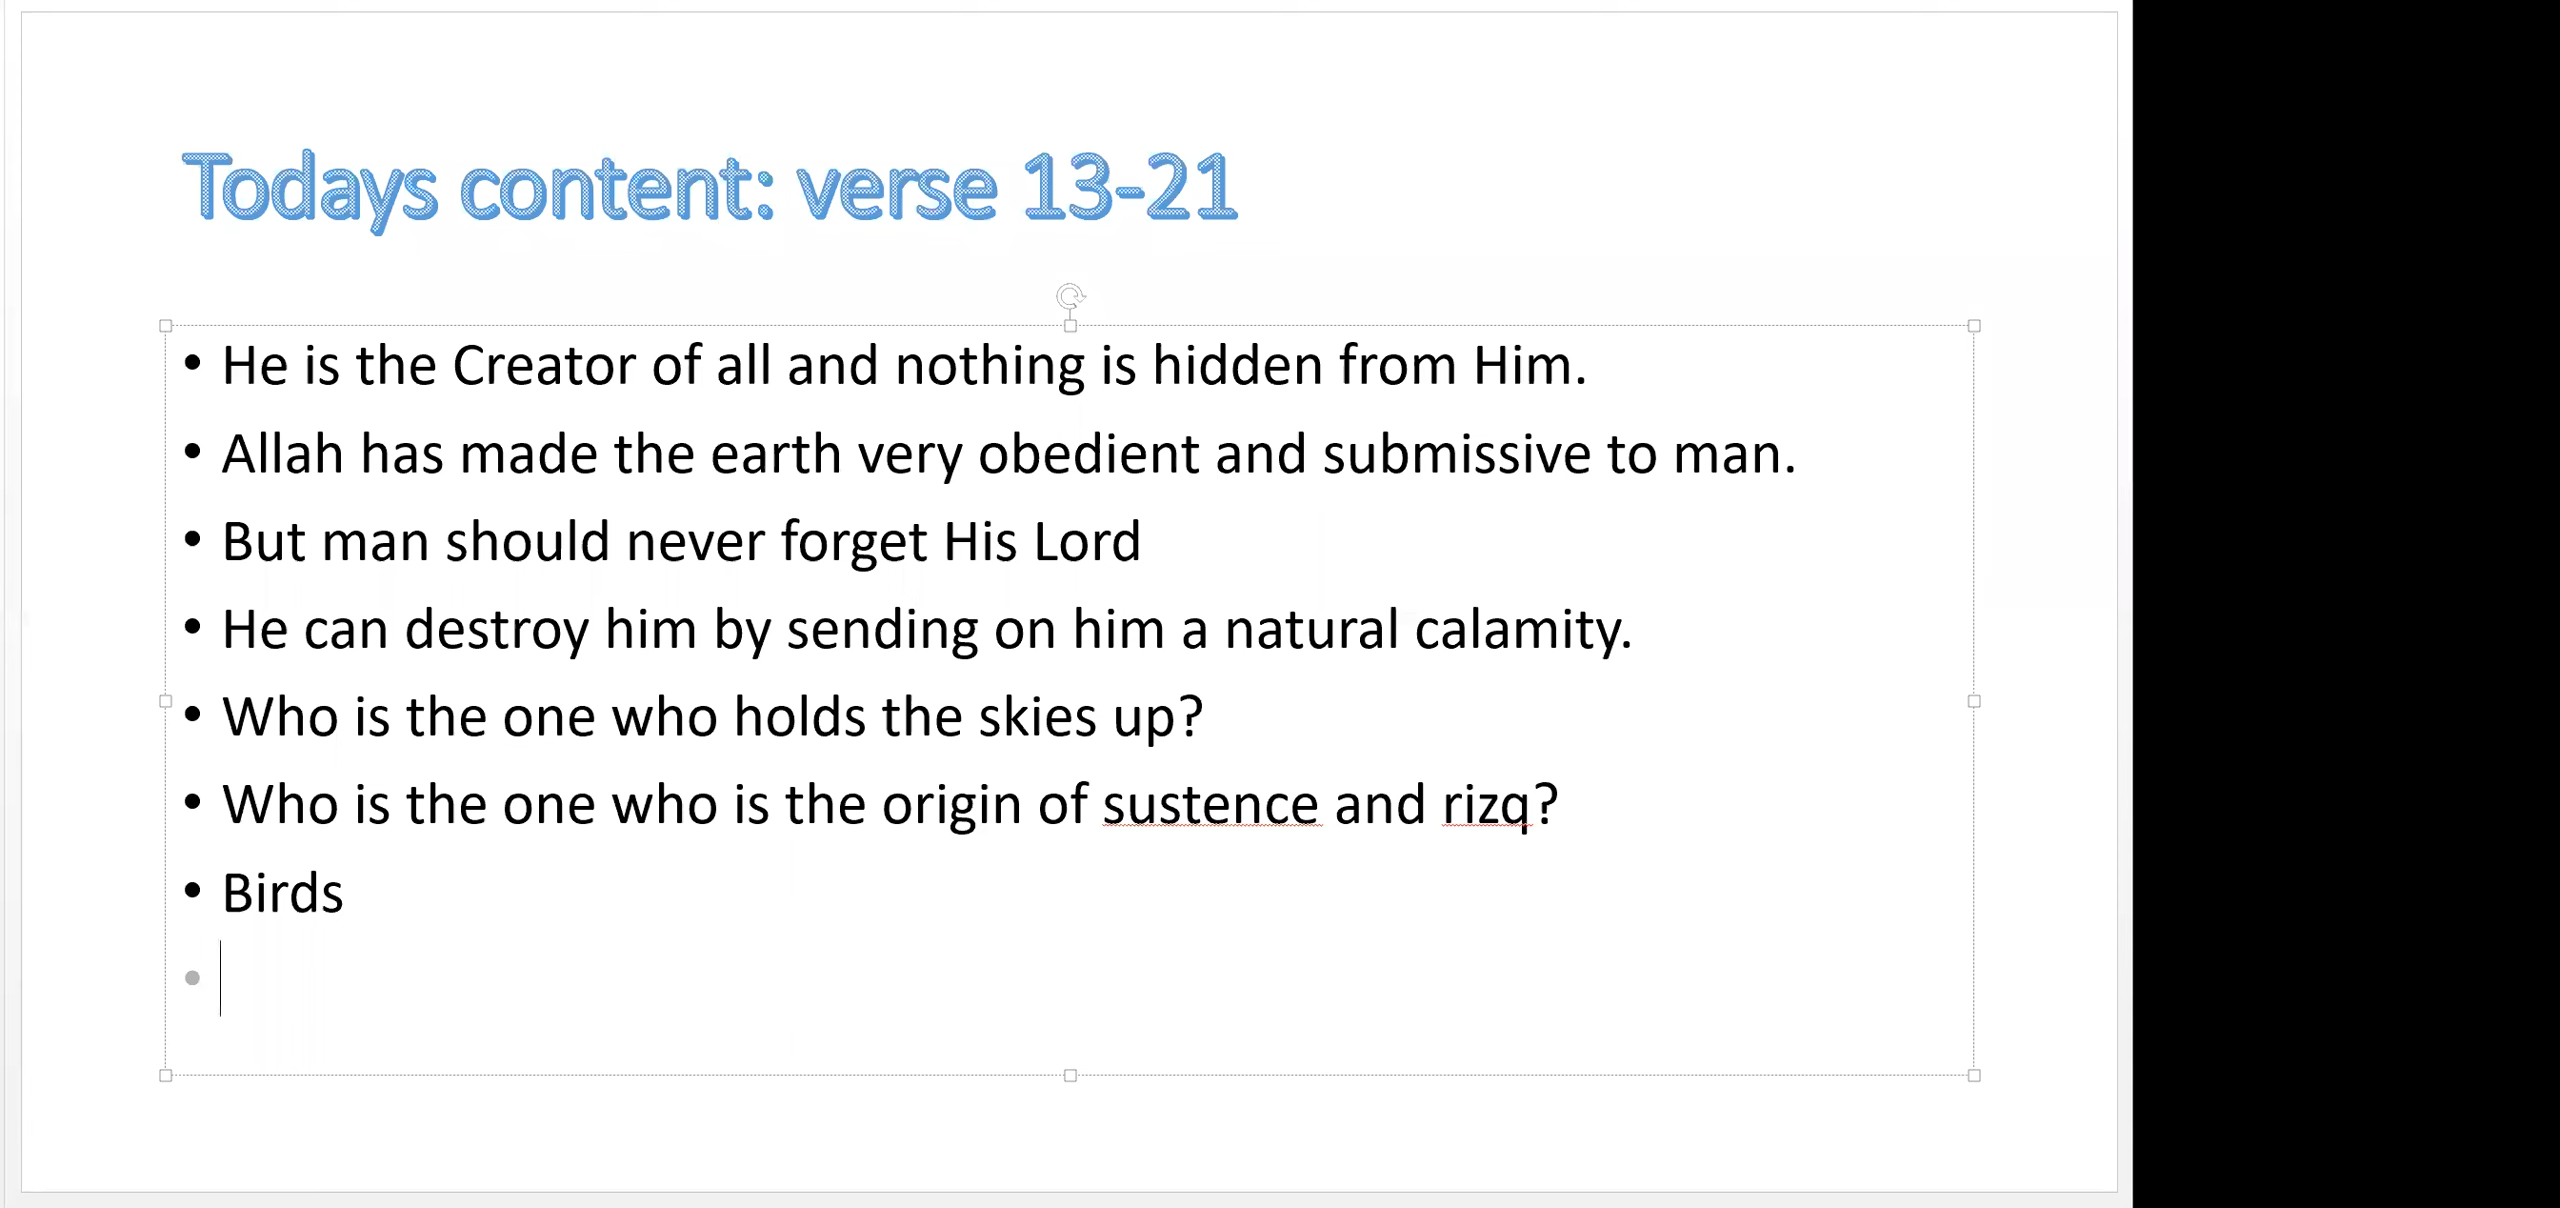 Todays content: verse 13-21
• He is the Creator of all and nothing is hidden from Him.
• Allah has made the earth very obedient and submissive to man.
• But man should never forget His Lord
• He can destroy him by sending on him a natural calamity.
• Who is the one who holds the skies up?
• Who is the one who is the origin of sustence and rizq?
• Birds
•